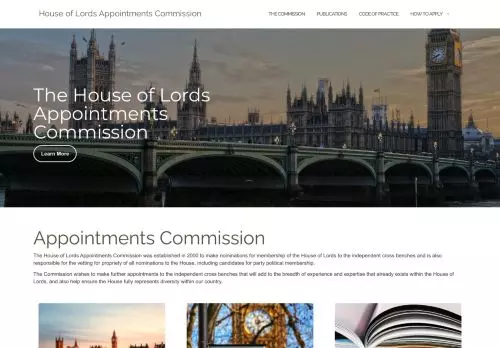 House of Lords Appointments Commission
THE COMMISSION PUBLICATIONS CODE OF PRACTICE HOW TO APPLY
The House of Lords
Appointments
Commission
Learn More
Appointments Commission
The House of Lords Appointments Commission was established in 2000 to make nominations for membership of the House of Lords to the independent cross benches and is also
responsible for the vetting for propriety of all nominations to the House, including candidates for party political membership.
The Commission wishes to make further appointments to the independent cross benches that will add to the breadth of experience and expertise that already exists within the House of
Lords, and also help ensure the House fully represents diversity within our country.